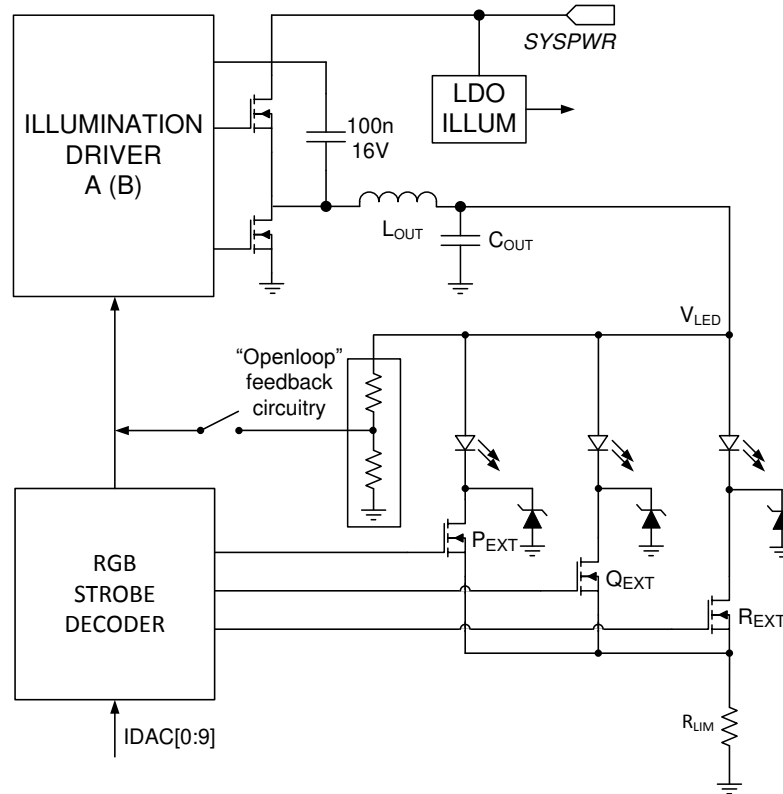 SYSPWR
ILLUMINATION
DRIVER
A (B)
LDO
ILLUM
100n
16V
LOUT
COUT
VLED
“Openloop”
feedback
circuitry
PEXT
QEXT
REXT
RGB
STROBE
DECODER
RLIM
IDAC[0:9]